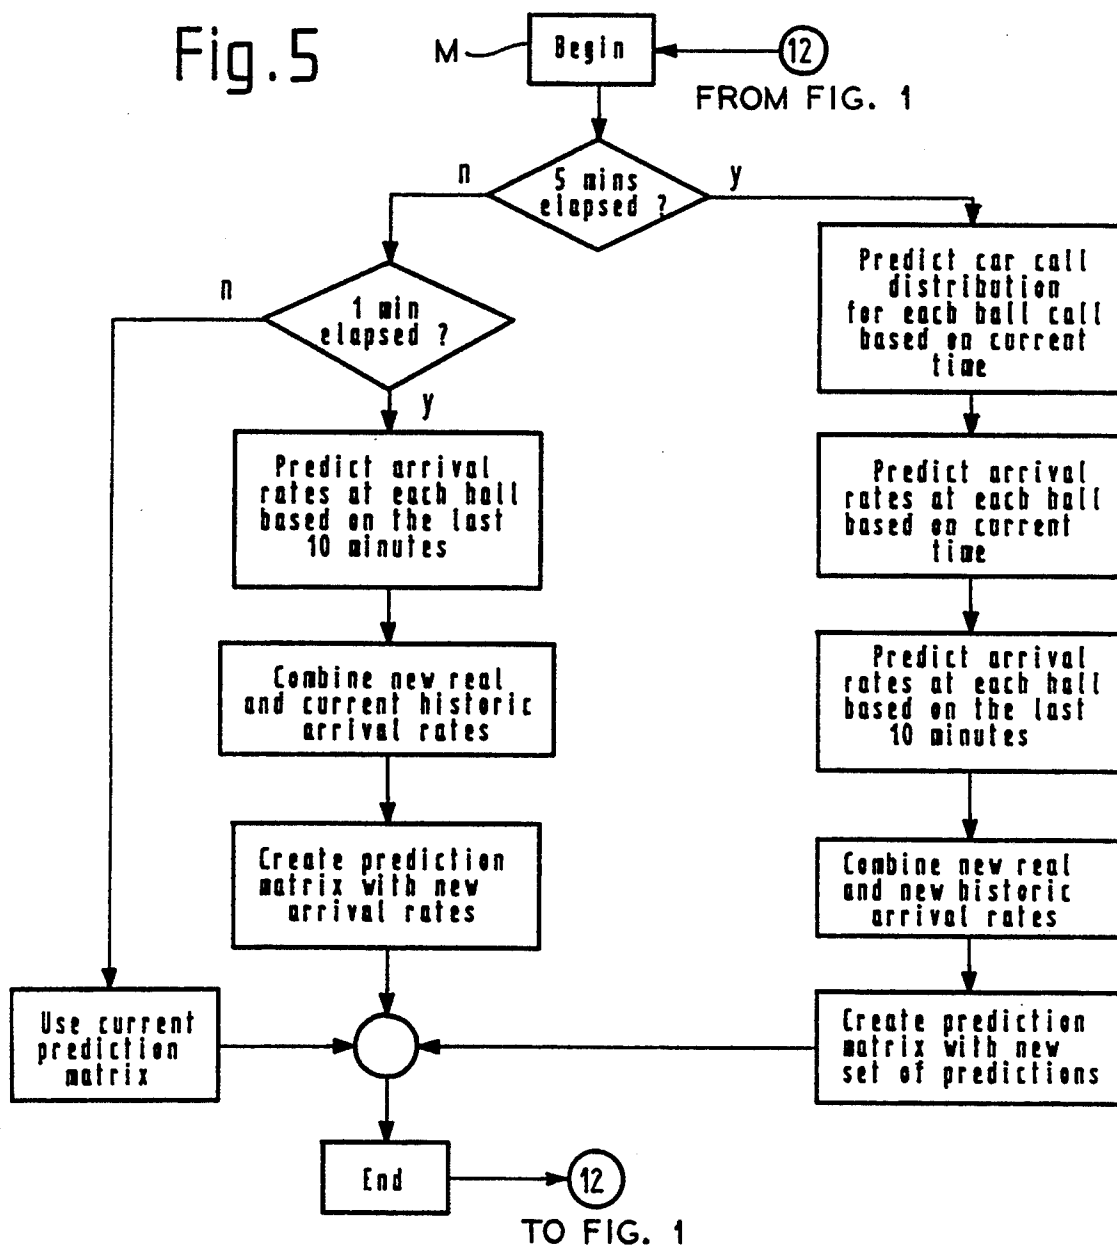 Fig.5
M
Begin
12
FROM FIG. 1
n
5 mins
elapsed ?
y
n
1 min
elapsed ?
y
Predict car call
distribution
for each hall call
based on current
time
Predict arrival
rates at each hall
based on the last
10 minutes
Predict arrival
rates at each hall
based on current
time
Combine new real
and current historic
arrival rates
Predict arrival
rates at each hall
based on the last
10 minutes
Create prediction
matrix with new
arrival rates
Combine new real
and new historic
arrival rates
Use current
prediction
matrix
Create prediction
matrix with new
set of predictions
End
12
TO FIG. 1